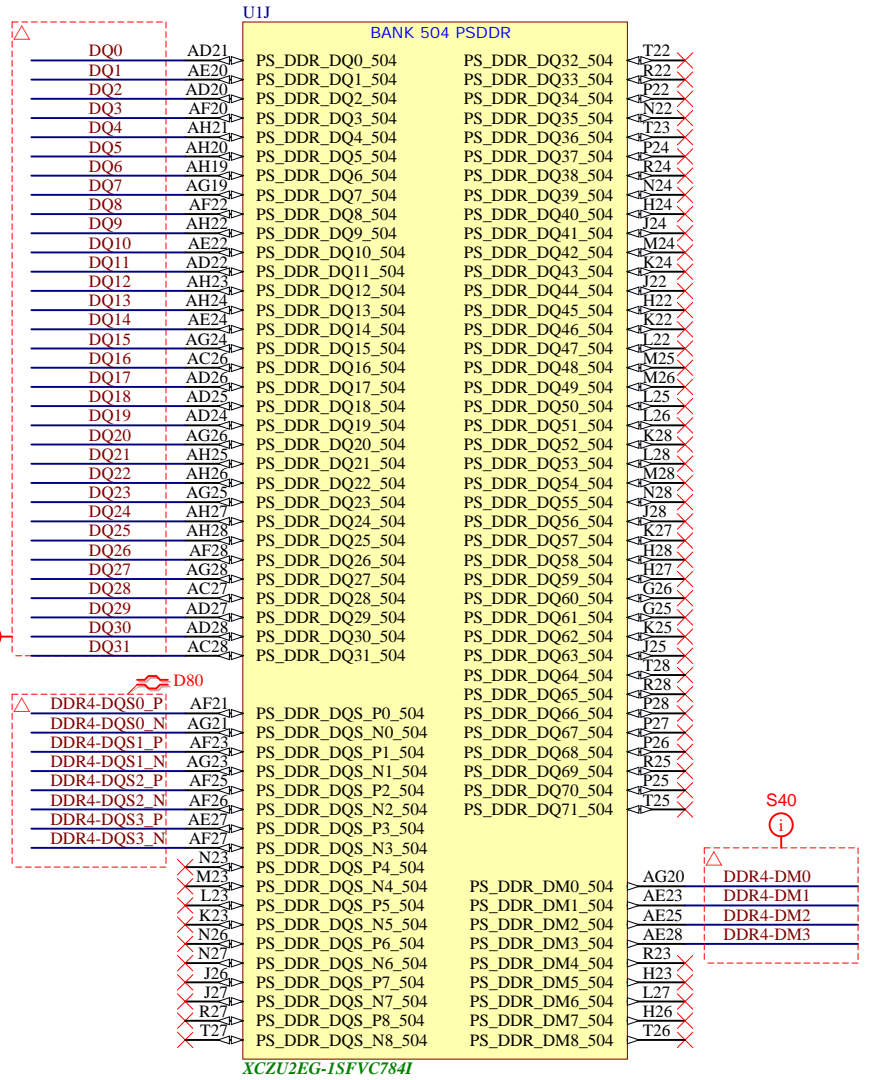 U1J
BANK 504 PSDDR
DQ0 AD21 PS_DDR_DQ0_504 PS_DDR_DQ32_504 T22
DQ1 AE20 PS_DDR_DQ1_504 PS_DDR_DQ33_504 R22
DQ2 AD20 PS_DDR_DQ2_504 PS_DDR_DQ34_504 P22
DQ3 AF20 PS_DDR_DQ3_504 PS_DDR_DQ35_504 N22
DQ4 AH21 PS_DDR_DQ4_504 PS_DDR_DQ36_504 T23
DQ5 AH20 PS_DDR_DQ5_504 PS_DDR_DQ37_504 P24
DQ6 AH19 PS_DDR_DQ6_504 PS_DDR_DQ38_504 R24
DQ7 AG19 PS_DDR_DQ7_504 PS_DDR_DQ39_504 N24
DQ8 AF22 PS_DDR_DQ8_504 PS_DDR_DQ40_504 H24
DQ9 AH22 PS_DDR_DQ9_504 PS_DDR_DQ41_504 J24
DQ10 AE22 PS_DDR_DQ10_504 PS_DDR_DQ42_504 M24
DQ11 AD22 PS_DDR_DQ11_504 PS_DDR_DQ43_504 K24
DQ12 AH23 PS_DDR_DQ12_504 PS_DDR_DQ44_504 J22
DQ13 AH24 PS_DDR_DQ13_504 PS_DDR_DQ45_504 H22
DQ14 AE24 PS_DDR_DQ14_504 PS_DDR_DQ46_504 K22
DQ15 AG24 PS_DDR_DQ15_504 PS_DDR_DQ47_504 L22
DQ16 AC26 PS_DDR_DQ16_504 PS_DDR_DQ48_504 M25
DQ17 AD26 PS_DDR_DQ17_504 PS_DDR_DQ49_504 M26
DQ18 AD25 PS_DDR_DQ18_504 PS_DDR_DQ50_504 L25
DQ19 AD24 PS_DDR_DQ19_504 PS_DDR_DQ51_504 L26
DQ20 AG26 PS_DDR_DQ20_504 PS_DDR_DQ52_504 K28
DQ21 AH25 PS_DDR_DQ21_504 PS_DDR_DQ53_504 L28
DQ22 AH26 PS_DDR_DQ22_504 PS_DDR_DQ54_504 M28
DQ23 AG25 PS_DDR_DQ23_504 PS_DDR_DQ55_504 N28
DQ24 AH27 PS_DDR_DQ24_504 PS_DDR_DQ56_504 J28
DQ25 AH28 PS_DDR_DQ25_504 PS_DDR_DQ57_504 K27
DQ26 AF28 PS_DDR_DQ26_504 PS_DDR_DQ58_504 H28
DQ27 AG28 PS_DDR_DQ27_504 PS_DDR_DQ59_504 H27
DQ28 AC27 PS_DDR_DQ28_504 PS_DDR_DQ60_504 G26
DQ29 AD27 PS_DDR_DQ29_504 PS_DDR_DQ61_504 G25
DQ30 AD28 PS_DDR_DQ30_504 PS_DDR_DQ62_504 K25
DQ31 AC28 PS_DDR_DQ31_504 PS_DDR_DQ63_504 J25
PS_DDR_DQ64_504 T28
D80 PS_DDR_DQ65_504 R28
DDR4-DQS0_P AF21 PS_DDR_DQS_P0_504 PS_DDR_DQ66_504 P28
DDR4-DQS0_N AG21 PS_DDR_DQS_N0_504 PS_DDR_DQ67_504 P27
DDR4-DQS1_P AF23 PS_DDR_DQS_P1_504 PS_DDR_DQ68_504 P26
DDR4-DQS1_N AG23 PS_DDR_DQS_N1_504 PS_DDR_DQ69_504 R25
DDR4-DQS2_P AF25 PS_DDR_DQS_P2_504 PS_DDR_DQ70_504 P25
DDR4-DQS2_N AF26 PS_DDR_DQS_N2_504 PS_DDR_DQ71_504 T25
DDR4-DQS3_P AE27 PS_DDR_DQS_P3_504 S40
DDR4-DQS3_N AF27 PS_DDR_DQS_N3_504 i
N23 PS_DDR_DQS_P4_504
M23 PS_DDR_DQS_N4_504 PS_DDR_DM0_504 AG20 DDR4-DM0
L23 PS_DDR_DQS_P5_504 PS_DDR_DM1_504 AE23 DDR4-DM1
K23 PS_DDR_DQS_N5_504 PS_DDR_DM2_504 AE25 DDR4-DM2
N26 PS_DDR_DQS_P6_504 PS_DDR_DM3_504 AE28 DDR4-DM3
N27 PS_DDR_DQS_N6_504 PS_DDR_DM4_504 R23
J26 PS_DDR_DQS_P7_504 PS_DDR_DM5_504 H23
J27 PS_DDR_DQS_N7_504 PS_DDR_DM6_504 L27
R27 PS_DDR_DQS_P8_504 PS_DDR_DM7_504 H26
T27 PS_DDR_DQS_N8_504 PS_DDR_DM8_504 T26
XCZU2EG-1SFVC784I